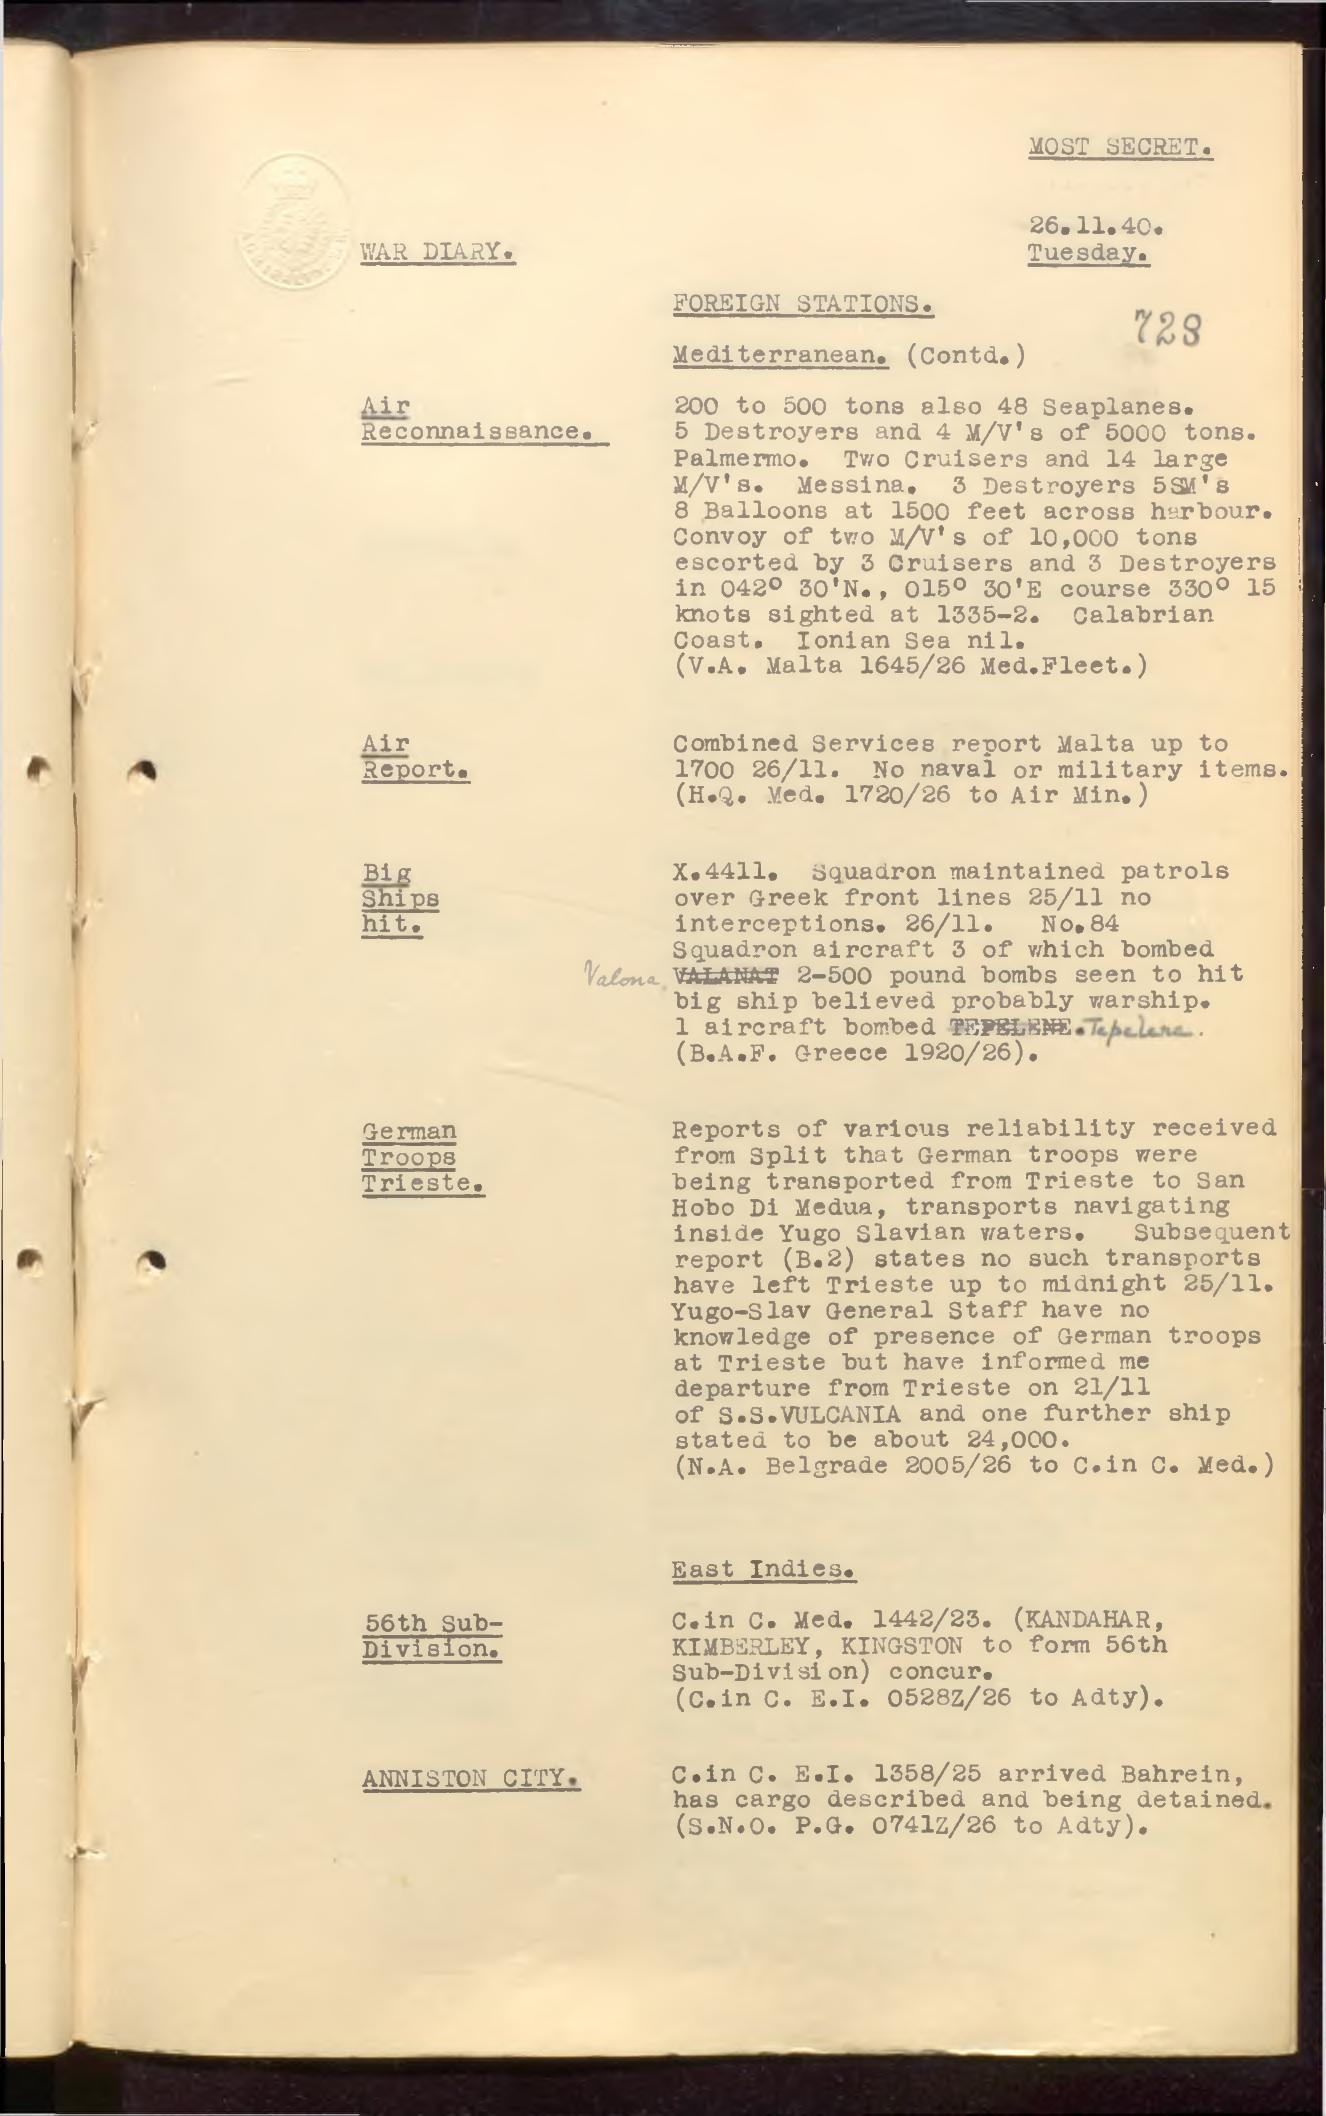 MOST SECRET.
26.11.40.
WAR DIARY.
Tuesday.
FOREIGN STATIONS.
728
Mediterranean. (Contd.)
Air
Reconnaissance.
200 to 500 tons also 48 Seaplanes.
5 Destroyers and 4 M/V's of 5000 tons.
Palmermo. Two Cruisers and 14 large
M/V's. Messina. 3 Destroyers 5SM's
8 Balloons at 1500 feet across harbour.
Convoy of two M/V's of 10,000 tons
escorted by 3 Cruisers and 3 Destroyers
in 042° 30'N., 015° 30'E course 330° 15
knots sighted at 1335-2. Calabrian
Coast. Ionian Sea nil.
(V.A. Malta 1645/26 Med.Fleet.)
Air
Report.
Combined Services report Malta up to
1700 26/11. No naval or military items.
(H.Q. Med. 1720/26 to Air Min.)
Big
Ships
hit.
X.4411. Squadron maintained patrols
over Greek front lines 25/11 no
interceptions. 26/11. No.84
Squadron aircraft 3 of which bombed
Valona VALANAT 2-500 pound bombs seen to hit
big ship believed probably warship.
1 aircraft bombed TEPELENE. Tepelene.
(B.A.F. Greece 1920/26).
German
Troops
Trieste.
Reports of various reliability received
from Split that German troops were
being transported from Trieste to San
Hobo Di Medua, transports navigating
inside Yugo Slavian waters. Subsequent
report (B.2) states no such transports
have left Trieste up to midnight 25/11.
Yugo-Slav General Staff have no
knowledge of presence of German troops
at Trieste but have informed me
departure from Trieste on 21/11
of S.S.VULCANIA and one further ship
stated to be about 24,000.
(N.A. Belgrade 2005/26 to C.in C. Med.)
East Indies.
56th Sub-
Division.
C.in C. Med. 1442/23. (KANDAHAR,
KIMBERLEY, KINGSTON to form 56th
Sub-Division) concur.
(C.in C. E.I. 0528Z/26 to Adty).
ANNISTON CITY.
C.in C. E.I. 1358/25 arrived Bahrein,
has cargo described and being detained.
(S.N.O. P.G. 0741Z/26 to Adty).